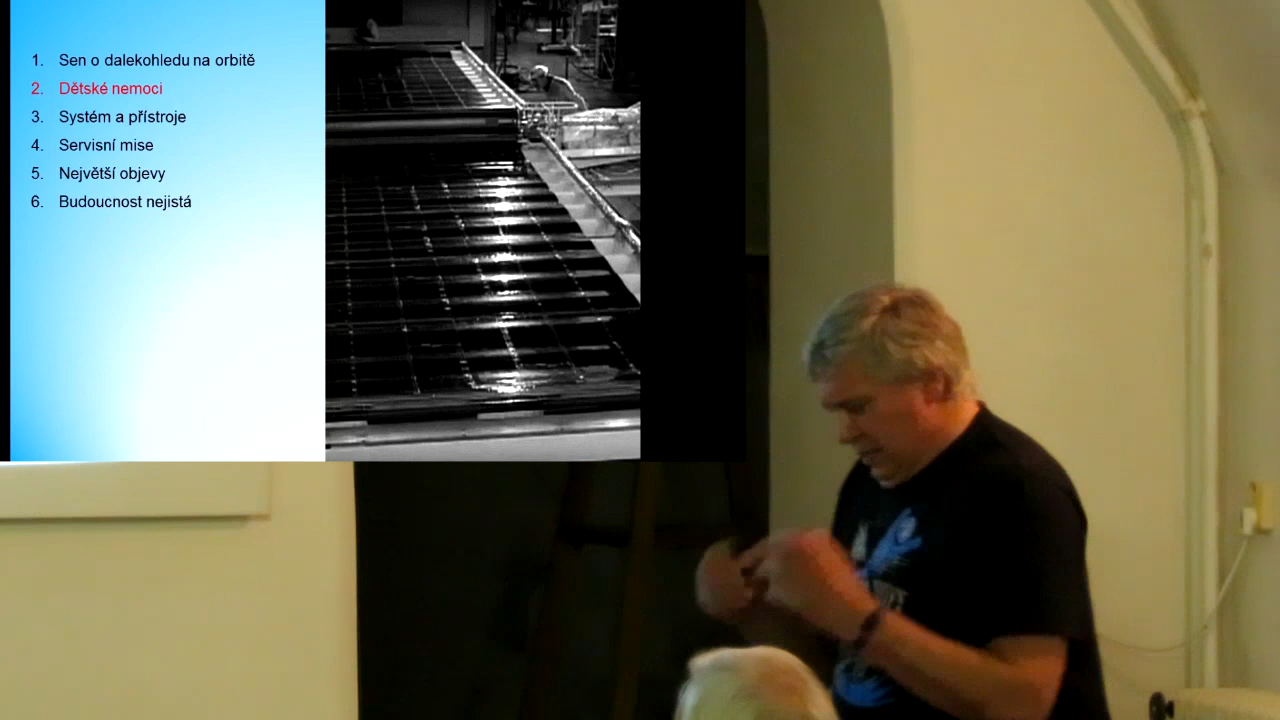 1. Sen o dalekohledu na orbitě
2. Dětské nemoci
3. Systém a přístroje
4. Servisní mise
5. Největší objevy
6. Budoucnost nejistá